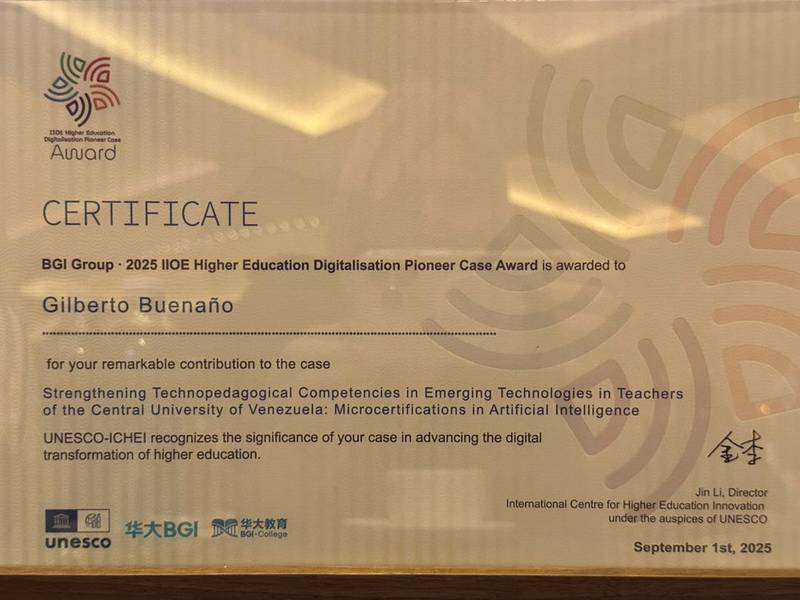 IIOE Higher Education
Digitalisation Pioneer Case
Award
CERTIFICATE
BGI Group · 2025 IIOE Higher Education Digitalisation Pioneer Case Award is awarded to
Gilberto Buenaño
for your remarkable contribution to the case
Strengthening Technopedagogical Competencies in Emerging Technologies in Teachers
of the Central University of Venezuela: Microcertifications in Artificial Intelligence
UNESCO-ICHEI recognizes the significance of your case in advancing the digital
transformation of higher education.
Jin Li, Director
International Centre for Higher Education Innovation
under the auspices of UNESCO
September 1st, 2025
unesco
华大BGI
华大教育
BGI·College